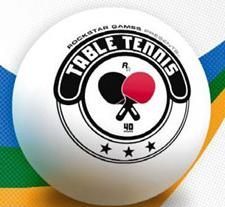 ROCKSTAR GAMES PRESENTS
TABLE TENNIS
R★
40